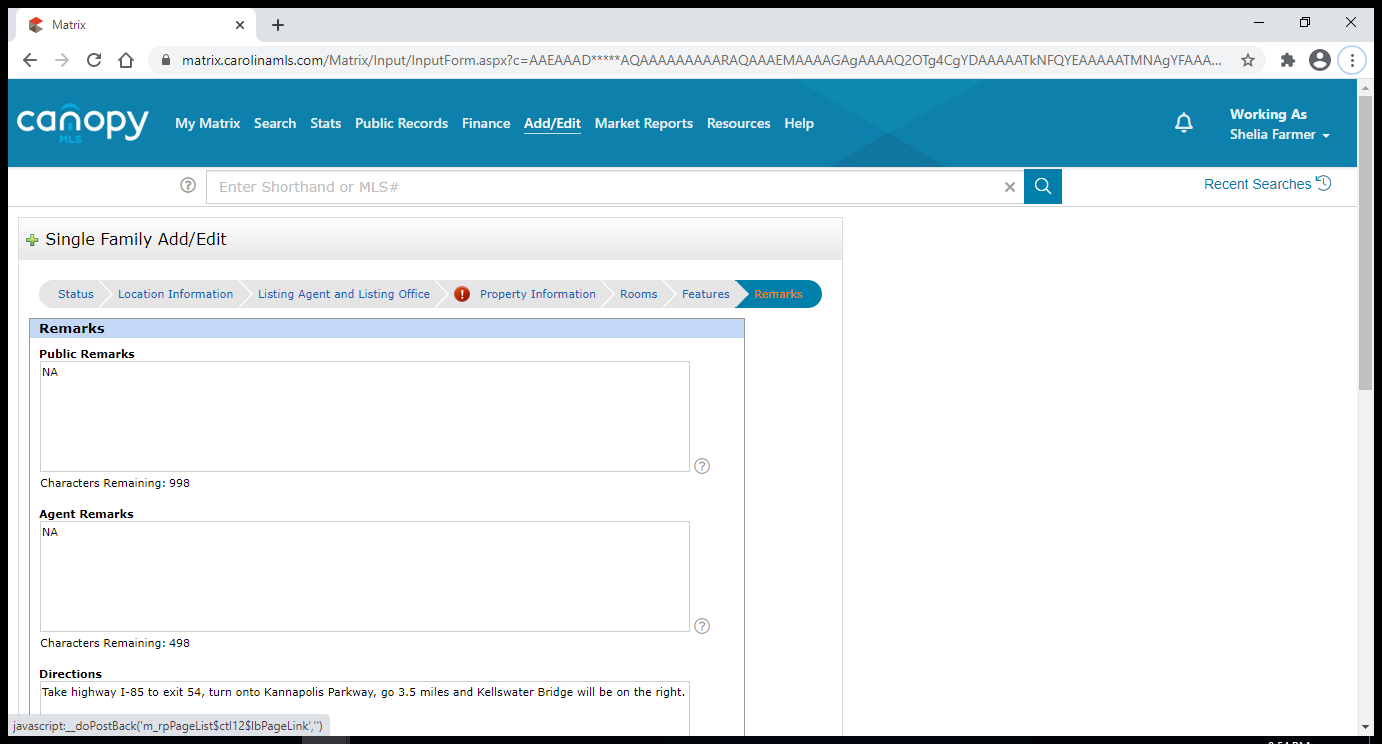 Matrix
matrix.carolinamls.com/Matrix/Input/InputForm.aspx?c=AAEAAAD*****AQAAAAAAAAARAQAAAEMAAAAGAgAAAAQ2OTg4CgYDAAAAATkNFQYEAAAAATMNAgYFAAA...
canopy
MLS
My Matrix Search Stats Public Records Finance Add/Edit Market Reports Resources Help
Working As
Shelia Farmer
Enter Shorthand or MLS#
Recent Searches
Single Family Add/Edit
Status Location Information Listing Agent and Listing Office Property Information Rooms Features Remarks
Remarks
Public Remarks
NA
Characters Remaining: 998
Agent Remarks
NA
Characters Remaining: 498
Directions
Take highway I-85 to exit 54, turn onto Kannapolis Parkway, go 3.5 miles and Kellswater Bridge will be on the right.
javascript:__doPostBack('m_rpPageList$ctl12$lbPageLink','')